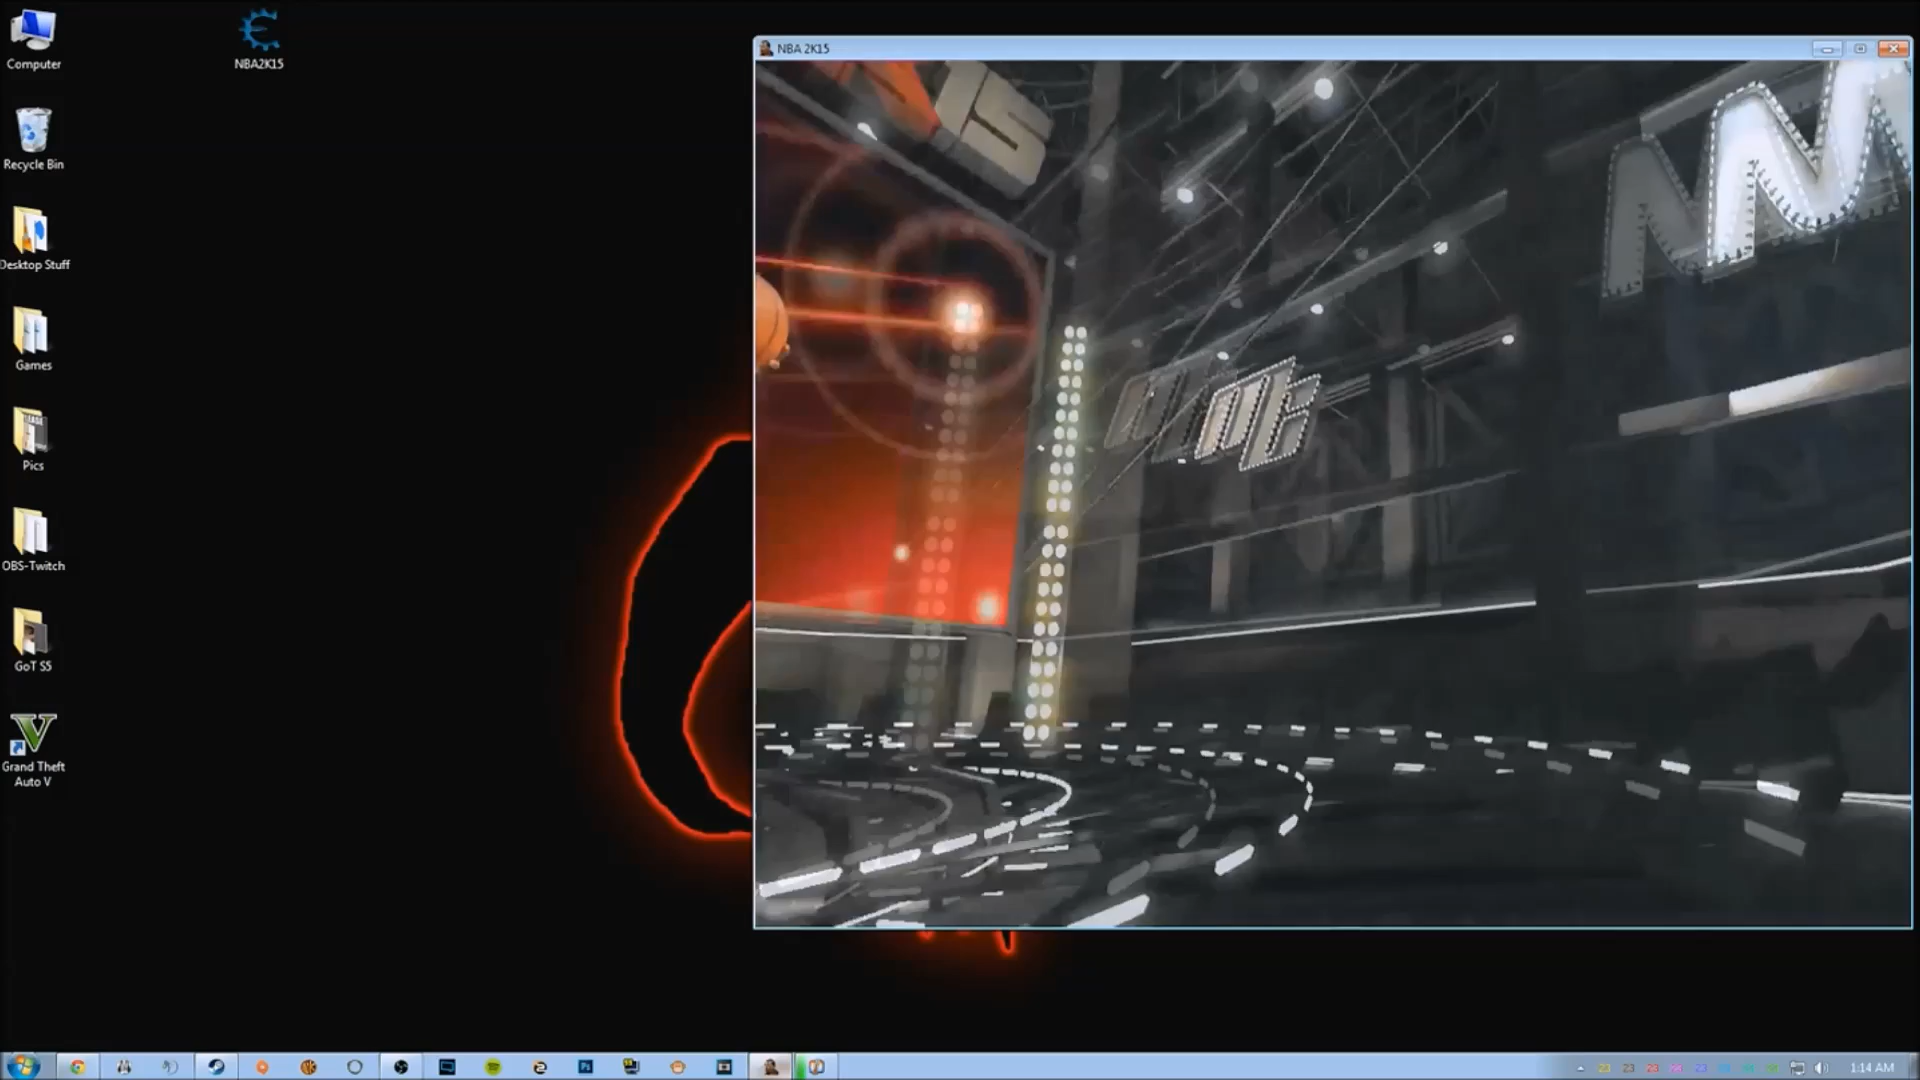 Computer
NBA2K15
NBA 2K15
Recycle Bin
Desktop Stuff
Games
Pics
OBS-Twitch
GoT S5
Grand Theft
Auto V
1:14 AM